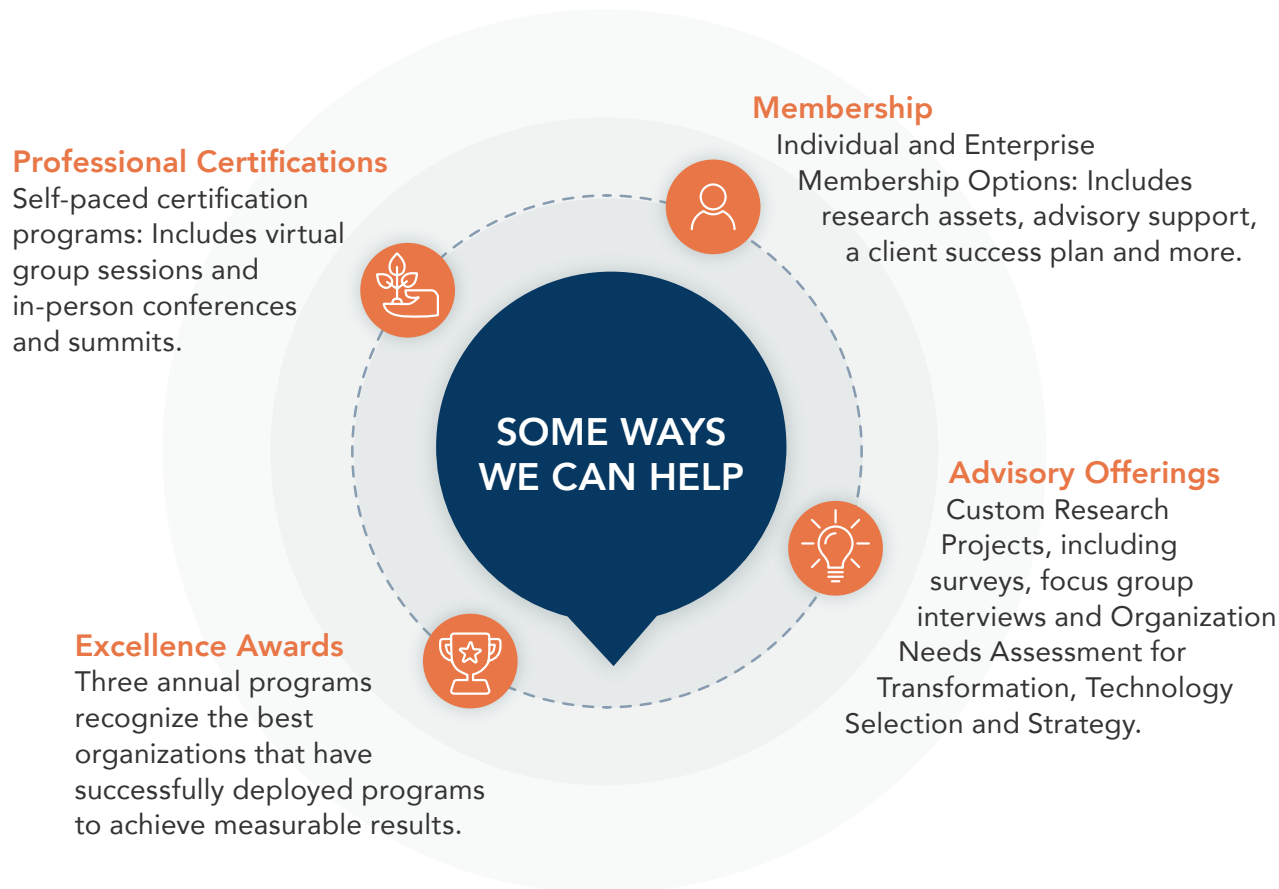 Membership
Individual and Enterprise
Membership Options: Includes
research assets, advisory support,
a client success plan and more.
Professional Certifications
Self-paced certification
programs: Includes virtual
group sessions and
in-person conferences
and summits.
SOME WAYS
WE CAN HELP
Advisory Offerings
Custom Research
Projects, including
surveys, focus group
interviews and Organization
Needs Assessment for
Transformation, Technology
Selection and Strategy.
Excellence Awards
Three annual programs
recognize the best
organizations that have
successfully deployed programs
to achieve measurable results.